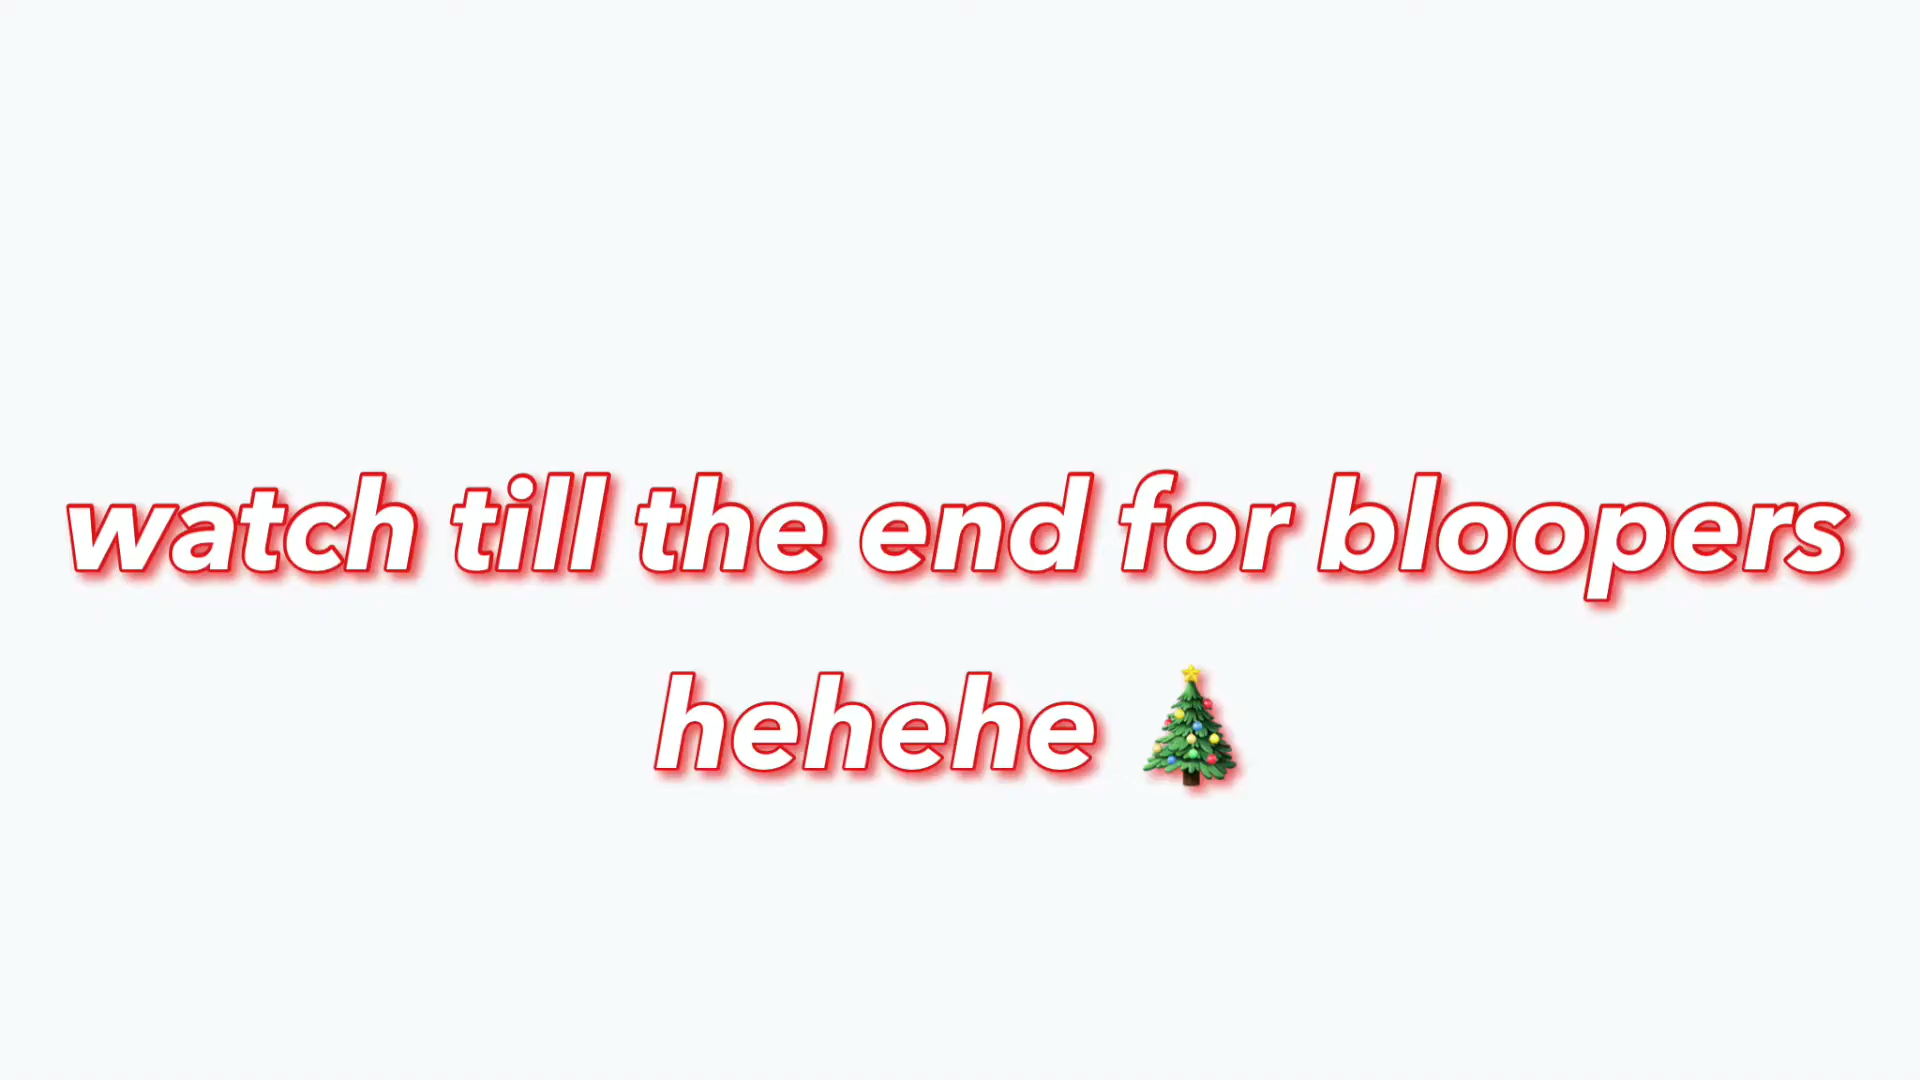 watch till the end for bloopers
hehehe 🎄